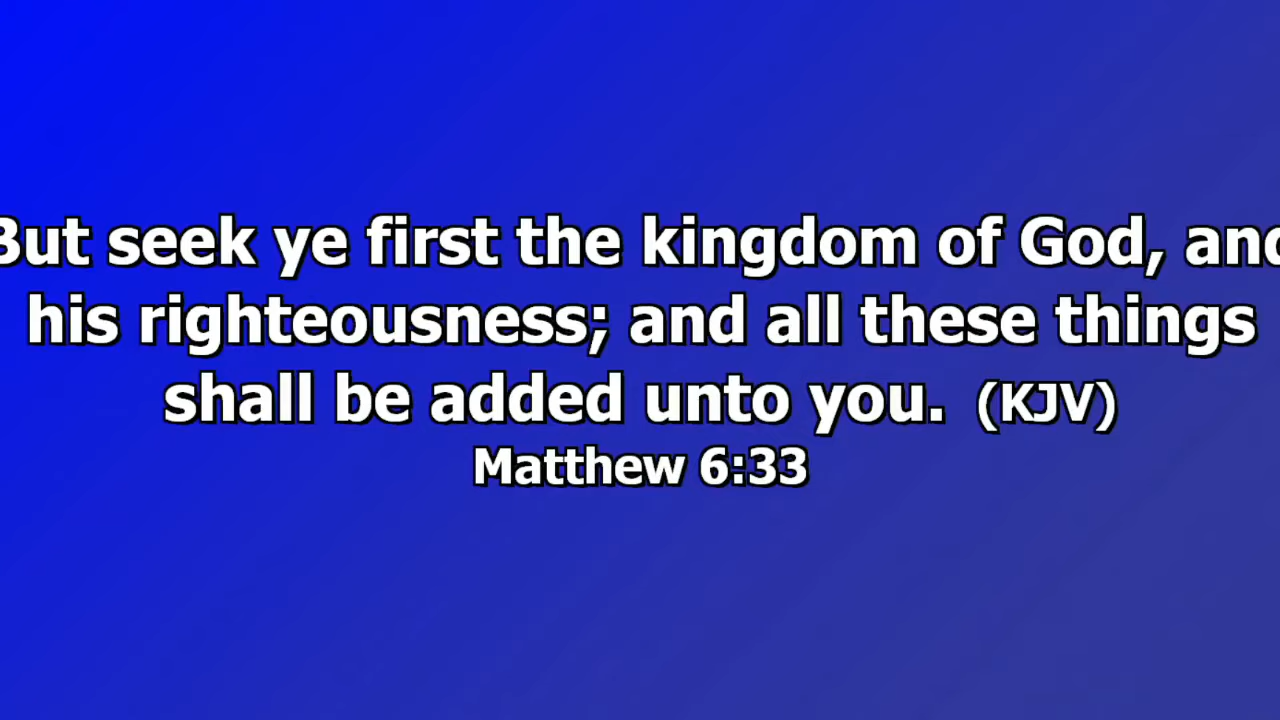 But seek ye first the kingdom of God, and
his righteousness; and all these things
shall be added unto you. (KJV)
Matthew 6:33